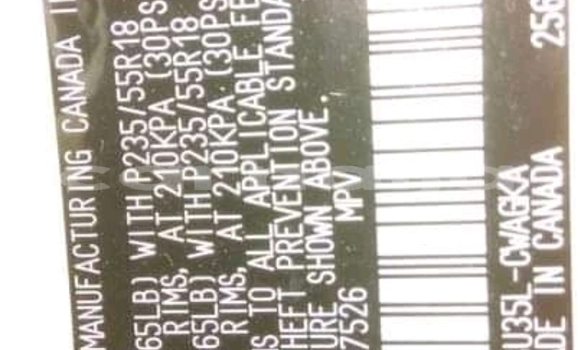 MANUFACTURING CANADA
65LB) WITH P235/55R18
RIMS, AT 210KPA (30PS
65LB) WITH P235/55R18
RIMS, AT 210KPA (30PS
S TO ALL APPLICABLE FE
HEFT PREVENTION STANDA
URE SHOWN ABOVE.
7526 MPV
U35L-CWAGKA 256
DE IN CANADA